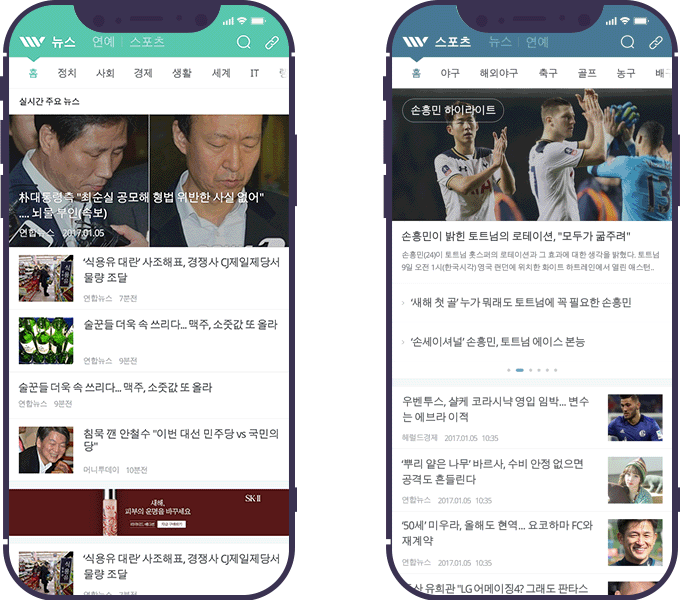 뉴스 연예 스포츠
홈 정치 사회 경제 생활 세계 IT
실시간 주요 뉴스
朴대통령측 "최순실 공모해 형법 위반한 사실 없어"
.... 뇌물 부인(속보)
연합뉴스 2017.01.05
‘식용유 대란’ 사조해표, 경쟁사 CJ제일제당서
물량 조달
연합뉴스 7분전
술꾼들 더욱 속 쓰리다... 맥주, 소줏값 또 올라
연합뉴스 9분전
술꾼들 더욱 속 쓰리다... 맥주, 소줏값 또 올라
연합뉴스 9분전
침묵 깬 안철수 "이번 대선 민주당 vs 국민의
당"
머니투데이 10분전
새해,
피부의 운명을 바꾸세요
SK-II
‘식용유 대란’ 사조해표, 경쟁사 CJ제일제당서
물량 조달
연합뉴스 7분전
스포츠 뉴스 연예
홈 야구 해외야구 축구 골프 농구
손흥민 하이라이트
손흥민이 밝힌 토트넘의 로테이션, "모두가 굶주려"
손흥민(24)이 토트넘 홋스퍼의 로테이션과 그 효과에 대한 생각을 밝혔다. 토트넘
9일 오전 1시(한국시각) 영국 런던에 위치한 화이트 하트레인에서 열린 애스턴..
‘새해 첫 골’ 누가 뭐래도 토트넘에 꼭 필요한 손흥민
‘손세이셔널’ 손흥민, 토트넘 에이스 본능
우벤투스, 샬케 코라시냑 영입 임박... 변수
는 에브라 이적
헤럴드경제 2017.01.05 10:35
‘뿌리 얕은 나무’ 바르사, 수비 안정 없으면
공격도 흔들린다
연합뉴스 2017.01.05 10:35
‘50세’ 미우라, 올해도 현역... 요코하마 FC와
재계약
연합뉴스 2017.01.05 10:35
유희관 "LG 어메이징4? 그래도 판타스